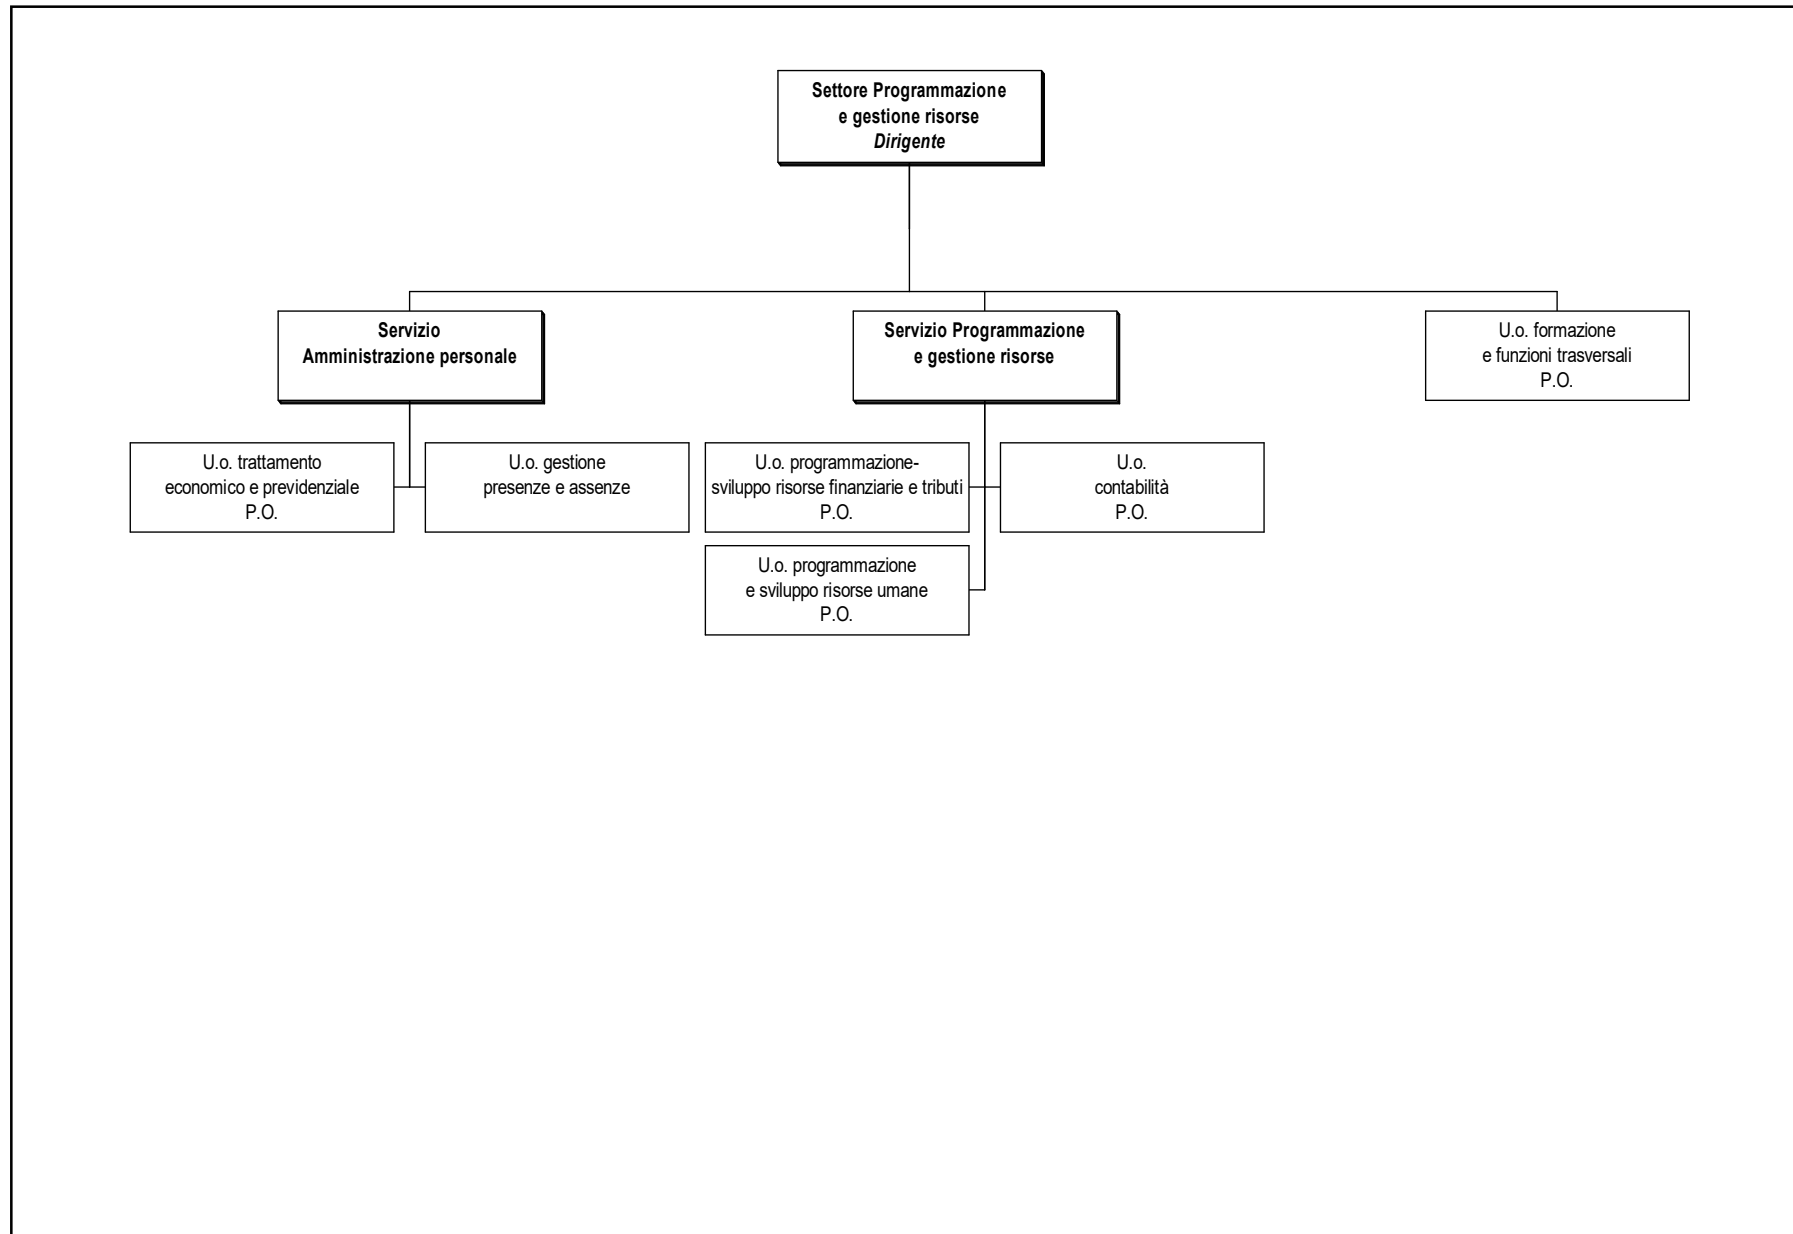 Settore Programmazione
e gestione risorse
Dirigente
Servizio
Amministrazione personale
Servizio Programmazione
e gestione risorse
U.o. formazione
e funzioni trasversali
P.O.
U.o. trattamento
economico e previdenziale
P.O.
U.o. gestione
presenze e assenze
U.o. programmazione-
sviluppo risorse finanziarie e tributi
P.O.
U.o.
contabilità
P.O.
U.o. programmazione
e sviluppo risorse umane
P.O.